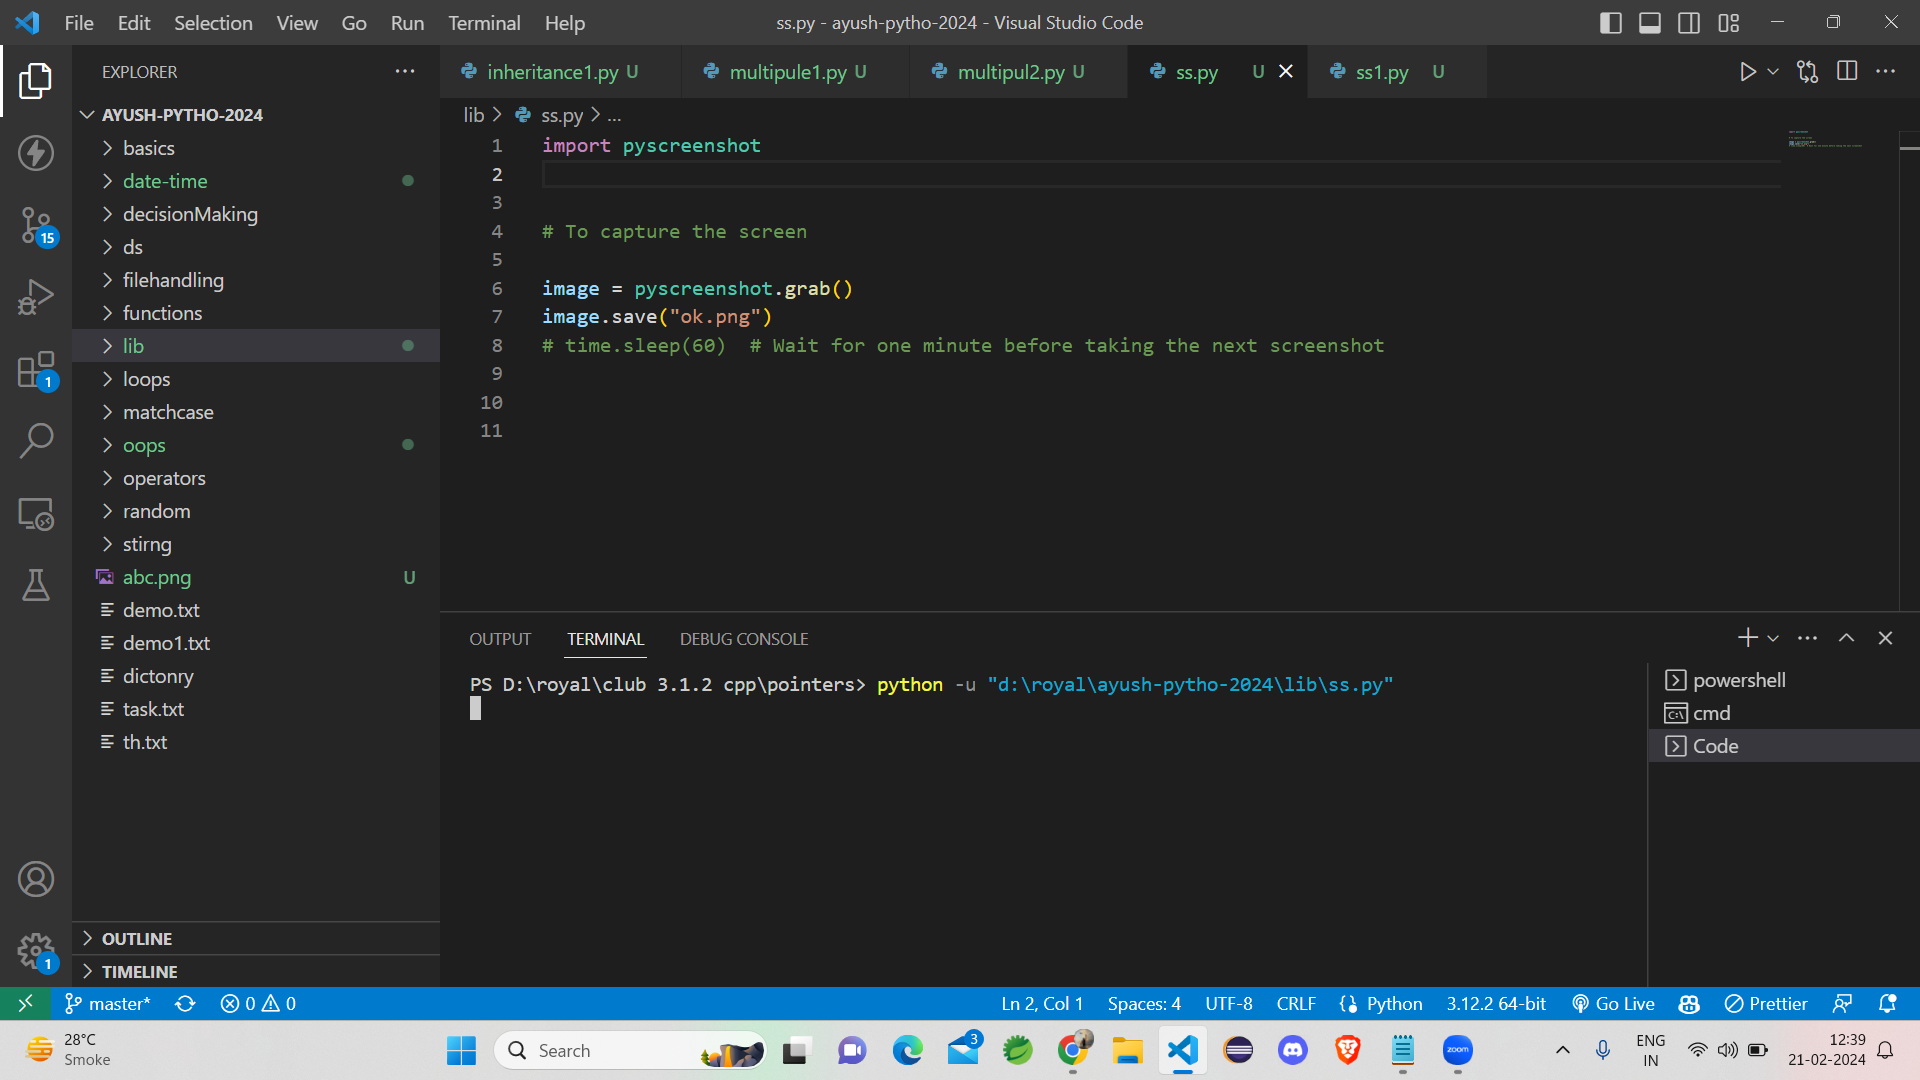 File Edit Selection View Go Run Terminal Help
ss.py - ayush-pytho-2024 - Visual Studio Code
EXPLORER
AYUSH-PYTHO-2024
basics
date-time
decisionMaking
ds
filehandling
functions
lib
loops
matchcase
oops
operators
random
stirng
abc.png U
demo.txt
demo1.txt
dictonry
task.txt
th.txt
OUTLINE
TIMELINE
15
1
1
inheritance1.py U
multipule1.py U
multipul2.py U
ss.py U
ss1.py U
lib > ss.py > ...
1 import pyscreenshot
2
3
4 # To capture the screen
5
6 image = pyscreenshot.grab()
7 image.save("ok.png")
8 # time.sleep(60)  # Wait for one minute before taking the next screenshot
9
10
11
OUTPUT TERMINAL DEBUG CONSOLE
PS D:\royal\club 3.1.2 cpp\pointers> python -u "d:\royal\ayush-pytho-2024\lib\ss.py"
powershell
cmd
Code
master* 0 0
Ln 2, Col 1 Spaces: 4 UTF-8 CRLF Python 3.12.2 64-bit Go Live Prettier
28°C
Smoke
Search
3
zoom
ENG
IN
12:39
21-02-2024